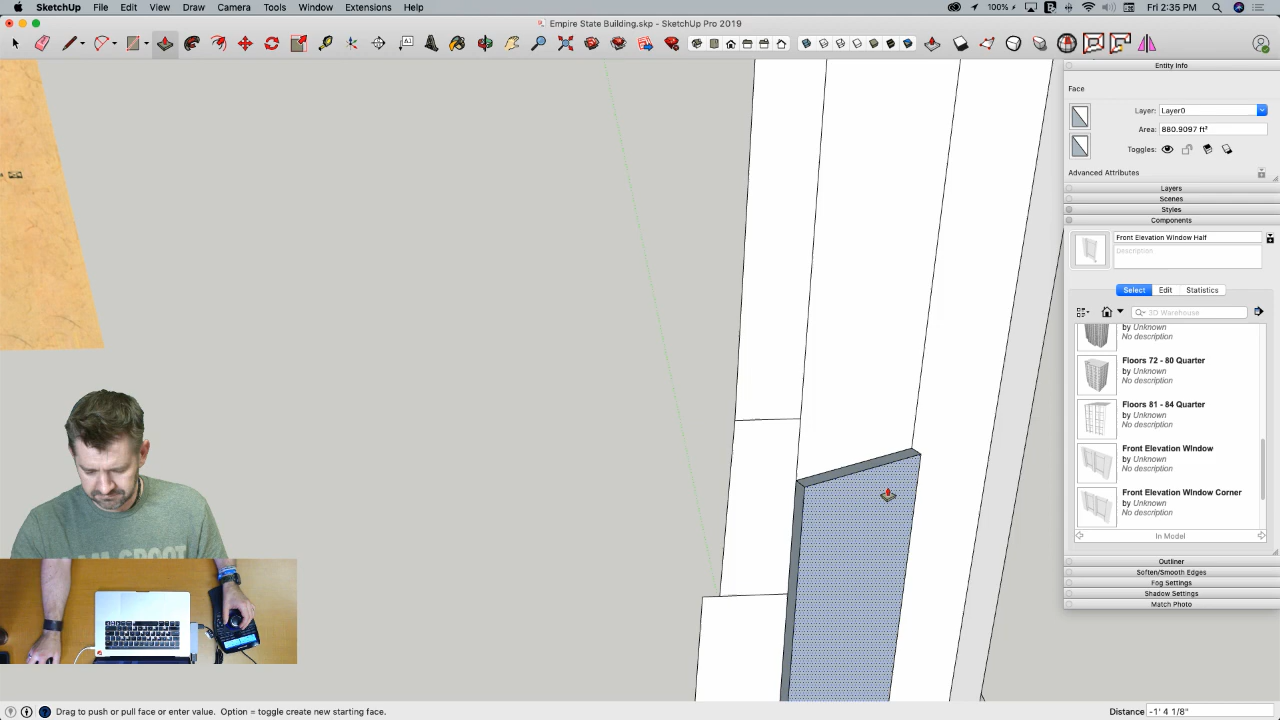 SketchUp File Edit View Draw Camera Tools Window Extensions Help
100% Fri 2:35 PM
Empire State Building.skp - SketchUp Pro 2019
Entity Info
Face
Layer: Layer0
Area: 880.9097 ft²
Toggles:
Advanced Attributes
Layers
Scenes
Styles
Components
Front Elevation Window Half
Description
Select Edit Statistics
3D Warehouse
by Unknown
No description
Floors 72 - 80 Quarter
by Unknown
No description
Floors 81 - 84 Quarter
by Unknown
No description
Front Elevation Window
by Unknown
No description
Front Elevation Window Corner
by Unknown
No description
In Model
Outliner
Soften/Smooth Edges
Fog Settings
Shadow Settings
Match Photo
Drag to push or pull face or enter value. Option = toggle create new starting face.
Distance -1' 4 1/8"